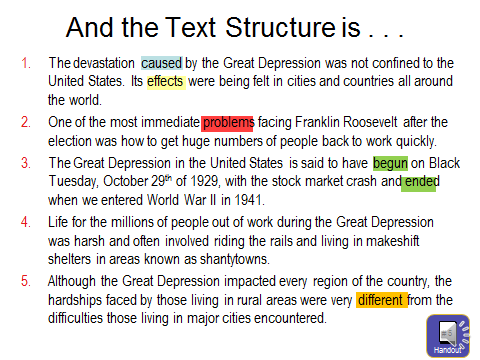 And the Text Structure is . . .
1. The devastation caused by the Great Depression was not confined to the
United States. Its effects were being felt in cities and countries all around
the world.
2. One of the most immediate problems facing Franklin Roosevelt after the
election was how to get huge numbers of people back to work quickly.
3. The Great Depression in the United States is said to have begun on Black
Tuesday, October 29th of 1929, with the stock market crash and ended
when we entered World War II in 1941.
4. Life for the millions of people out of work during the Great Depression
was harsh and often involved riding the rails and living in makeshift
shelters in areas known as shantytowns.
5. Although the Great Depression impacted every region of the country, the
hardships faced by those living in rural areas were very different from the
difficulties those living in major cities encountered.
Handout